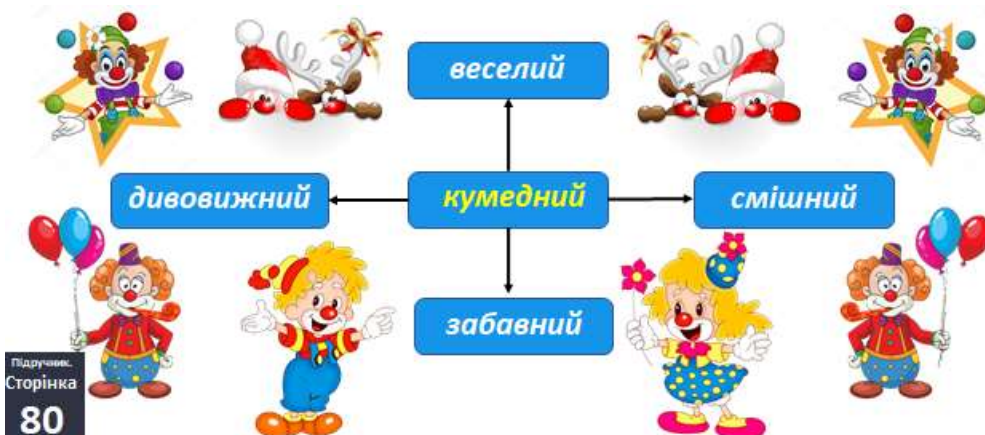 веселий
дивовижний
кумедний
смішний
забавний
Підручник.
Сторінка
80